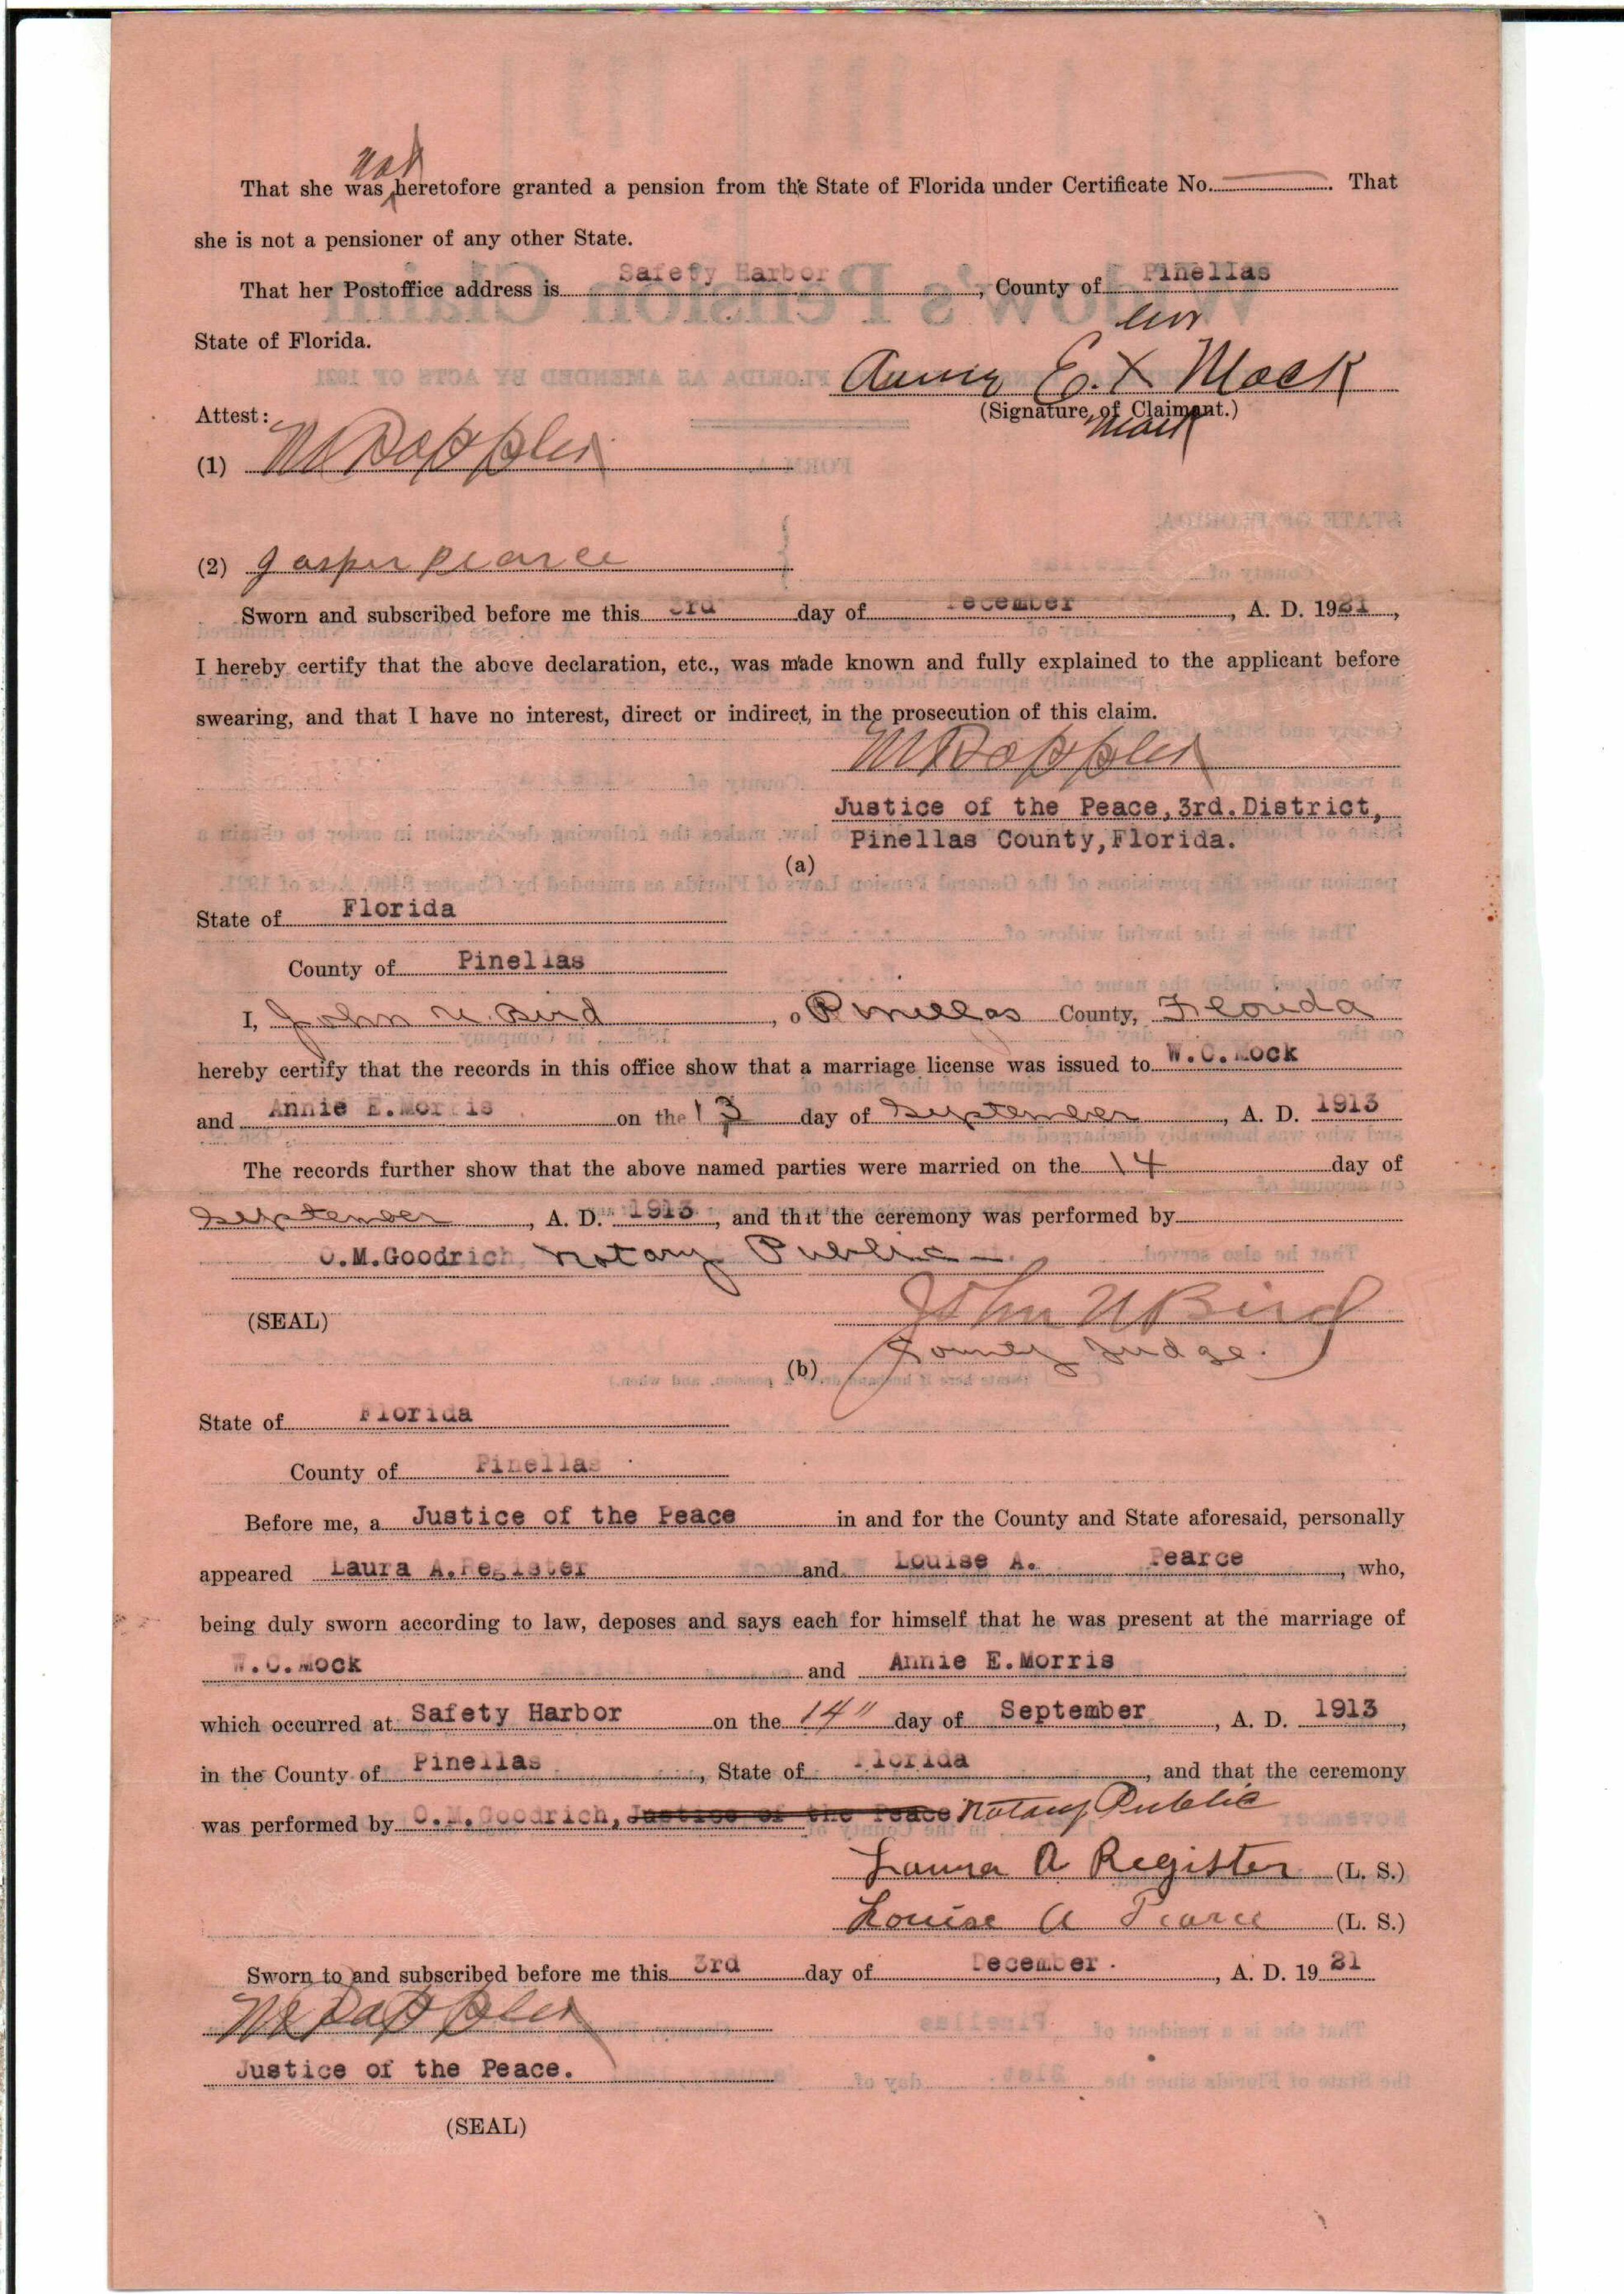 not
That she was heretofore granted a pension from the State of Florida under Certificate No. ——. That
she is not a pensioner of any other State.
That her Postoffice address is Safety Harbor, County of Pinellas
State of Florida.
her
Annie E. X Mock
Attest:
(Signature of Claimant.)
mark
(1)
(2) Jasper Pearce
Sworn and subscribed before me this 3rd day of December, A. D. 1921,
I hereby certify that the above declaration, etc., was made known and fully explained to the applicant before
swearing, and that I have no interest, direct or indirect, in the prosecution of this claim.
Justice of the Peace,3rd.District,
Pinellas County,Florida.
(a)
State of Florida
County of Pinellas
I, John U. Bird, o Pinellas County, Florida
hereby certify that the records in this office show that a marriage license was issued to W.C.Mock
and Annie E.Morris on the 13 day of September, A. D. 1913
The records further show that the above named parties were married on the 14 day of
September, A. D. 1913, and that the ceremony was performed by
O.M.Goodrich, Notary Public—
(SEAL) John U Bird
County Judge.
(b)
State of Florida
County of Pinellas
Before me, a Justice of the Peace in and for the County and State aforesaid, personally
appeared Laura A.Register and Louise A. Pearce, who,
being duly sworn according to law, deposes and says each for himself that he was present at the marriage of
W.C.Mock and Annie E.Morris
which occurred at Safety Harbor on the 14" day of September, A. D. 1913,
in the County of Pinellas, State of Florida, and that the ceremony
was performed by O.M.Goodrich, Justice of the Peace Notary Public
Laura A Register (L. S.)
Louise A Pearce (L. S.)
Sworn to and subscribed before me this 3rd day of December. A. D. 19 21
Justice of the Peace.
(SEAL)